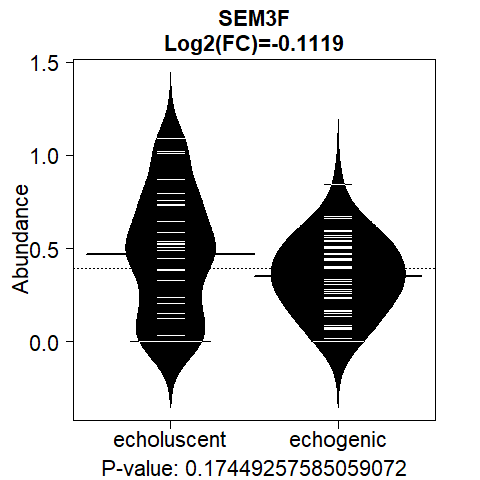 SEM3F
Log2(FC)=-0.1119
Abundance
1.5
1.0
0.5
0.0
echoluscent echogenic
P-value: 0.17449257585059072